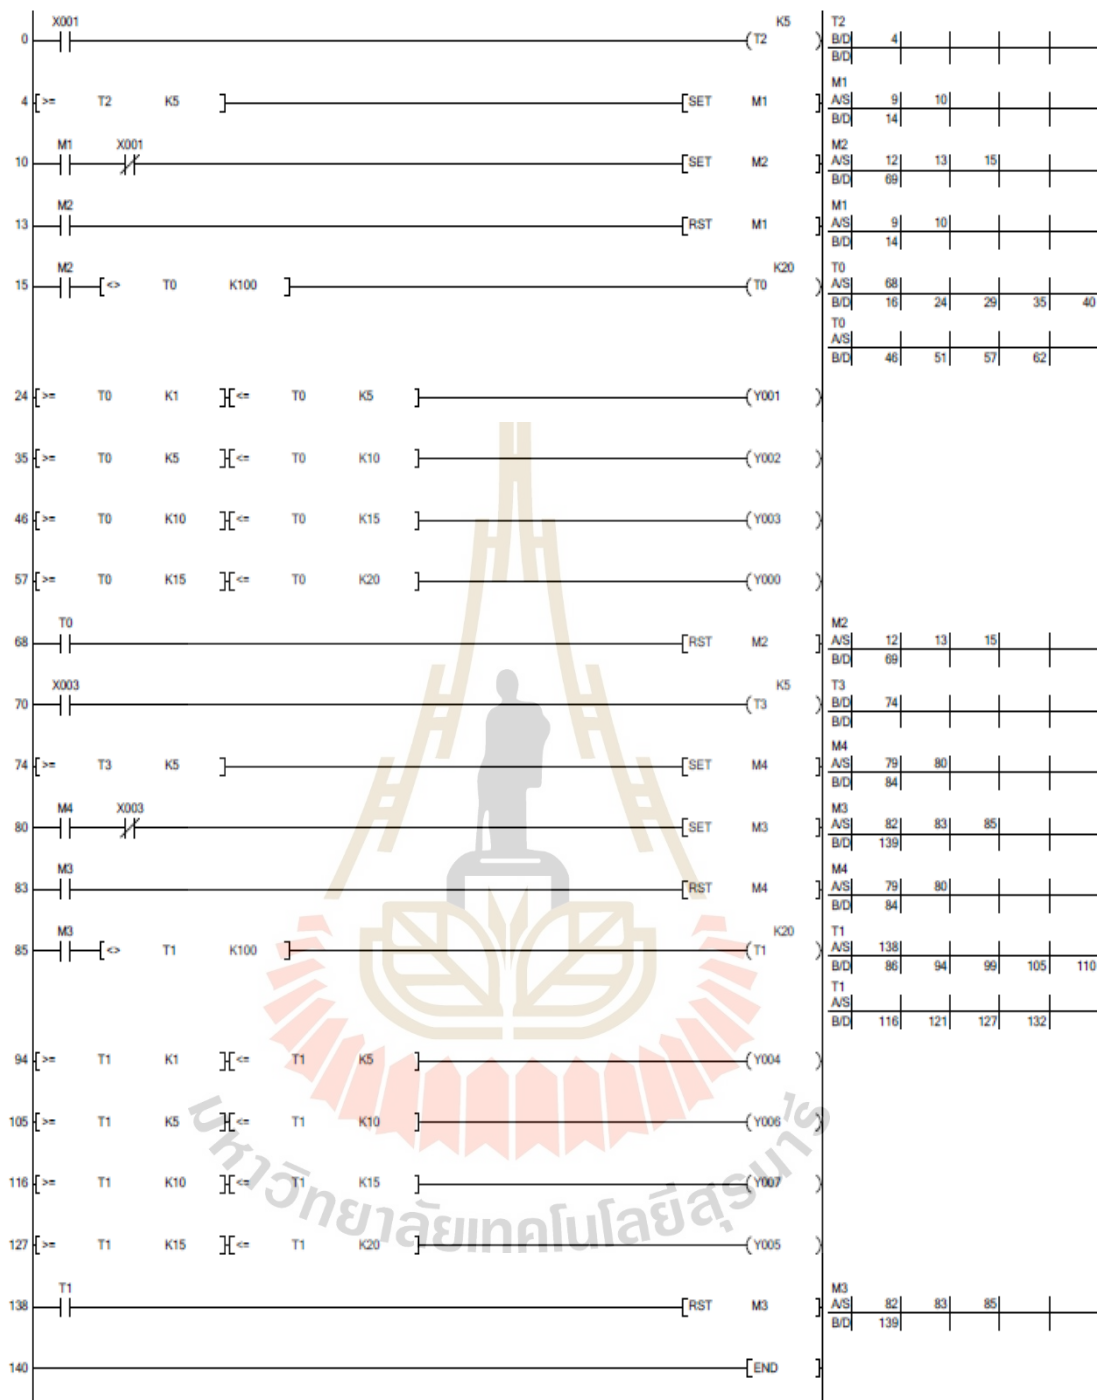 X001 K5 T2
0 (T2 ) B/D 4
B/D
M1
4 [>= T2 K5 ] [SET M1 ] A/S 9 10
B/D 14
M1 X001 M2
10 [SET M2 ] A/S 12 13 15
B/D 69
M2 M1
13 [RST M1 ] A/S 9 10
B/D 14
M2 K20 T0
15 [<> T0 K100 ] (T0 ) A/S 68
B/D 16 24 29 35 40
T0
A/S
B/D 46 51 57 62
24 [>= T0 K1 ][<= T0 K5 ] (Y001 )
35 [>= T0 K5 ][<= T0 K10 ] (Y002 )
46 [>= T0 K10 ][<= T0 K15 ] (Y003 )
57 [>= T0 K15 ][<= T0 K20 ] (Y000 )
T0 M2
68 [RST M2 ] A/S 12 13 15
B/D 69
X003 K5 T3
70 (T3 ) B/D 74
B/D
M4
74 [>= T3 K5 ] [SET M4 ] A/S 79 80
B/D 84
M4 X003 M3
80 [SET M3 ] A/S 82 83 85
B/D 139
M3 M4
83 [RST M4 ] A/S 79 80
B/D 84
M3 K20 T1
85 [<> T1 K100 ] (T1 ) A/S 138
B/D 86 94 99 105 110
T1
A/S
B/D 116 121 127 132
94 [>= T1 K1 ][<= T1 K5 ] (Y004 )
105 [>= T1 K5 ][<= T1 K10 ] (Y006 )
116 [>= T1 K10 ][<= T1 K15 ] (Y007 )
127 [>= T1 K15 ][<= T1 K20 ] (Y005 )
มหาวิทยาลัยเทคโนโลยีสุรนารี
T1 M3
138 [RST M3 ] A/S 82 83 85
B/D 139
140 [END ]